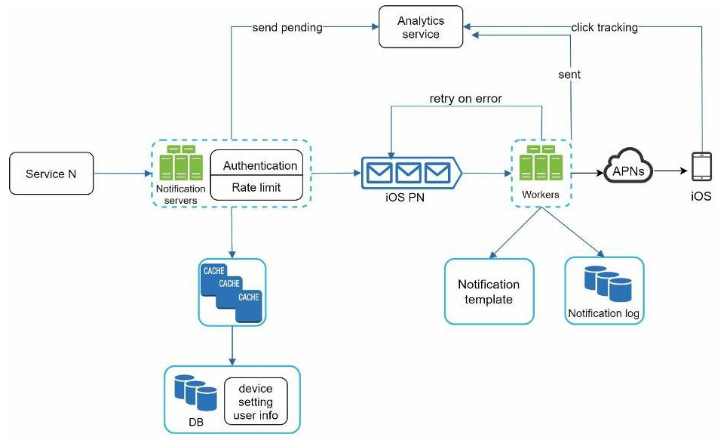 Analytics
service
send pending
click tracking
sent
retry on error
Service N
Notification
servers
Authentication
Rate limit
iOS PN
Workers
APNs
iOS
CACHE
CACHE
CACHE
Notification
template
Notification log
DB
device
setting
user info